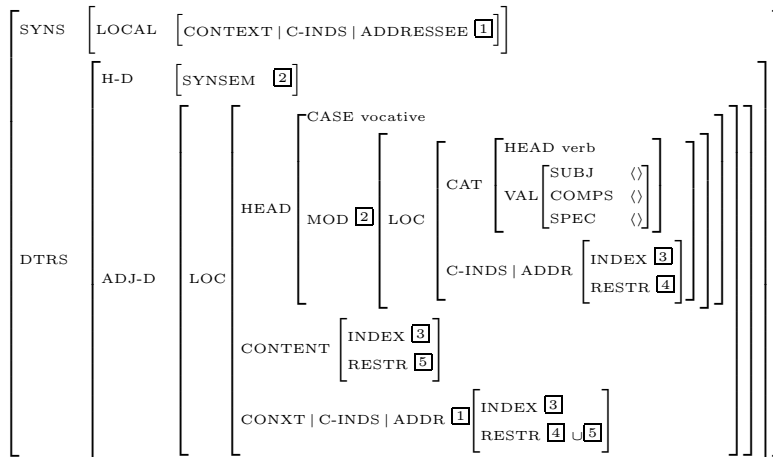 SYNS LOCAL CONTEXT | C-INDS | ADDRESSEE 1
H-D SYNSEM 2
CASE vocative
HEAD verb
SUBJ ⟨⟩
CAT
VAL COMPS ⟨⟩
HEAD
SPEC ⟨⟩
MOD 2 LOC
DTRS
INDEX 3
ADJ-D LOC C-INDS | ADDR
RESTR 4
INDEX 3
CONTENT
RESTR 5
INDEX 3
CONXT | C-INDS | ADDR 1
RESTR 4 ∪ 5